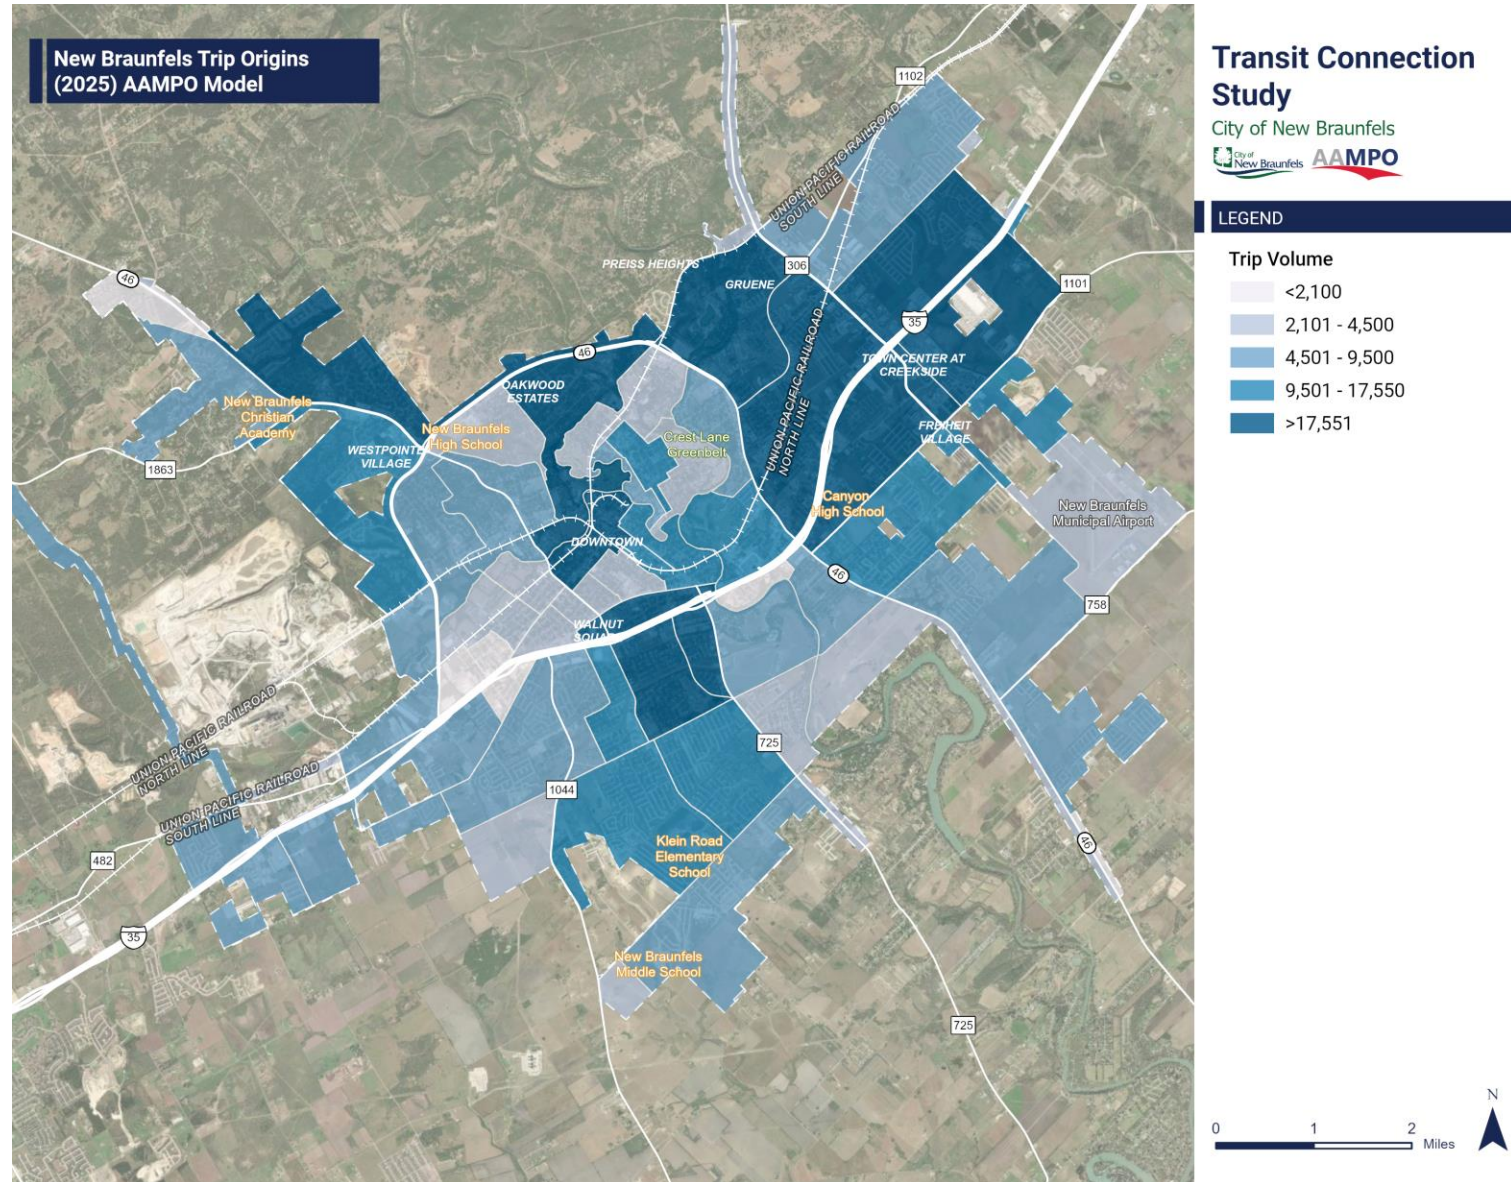 New Braunfels Trip Origins
(2025) AAMPO Model
Transit Connection
Study
City of New Braunfels
City of
New Braunfels
AAMPO
LEGEND
Trip Volume
<2,100
2,101 - 4,500
4,501 - 9,500
9,501 - 17,550
>17,551
1102
UNION PACIFIC RAILROAD
SOUTH LINE
PREISS HEIGHTS
306
GRUENE
46
1101
35
UNION PACIFIC RAILROAD
NORTH LINE
46
TOWN CENTER AT
CREEKSIDE
OAKWOOD
ESTATES
New Braunfels
Christian
Academy
New Braunfels
High School
Crest Lane
Greenbelt
FREIHEIT
VILLAGE
WESTPOINTE
VILLAGE
1863
Canyon
High School
New Braunfels
Municipal Airport
DOWNTOWN
46
758
WALNUT
SQUARE
UNION PACIFIC RAILROAD
NORTH LINE
725
UNION PACIFIC RAILROAD
SOUTH LINE
1044
Klein Road
Elementary
School
46
482
35
New Braunfels
Middle School
725
N
0 1 2
Miles